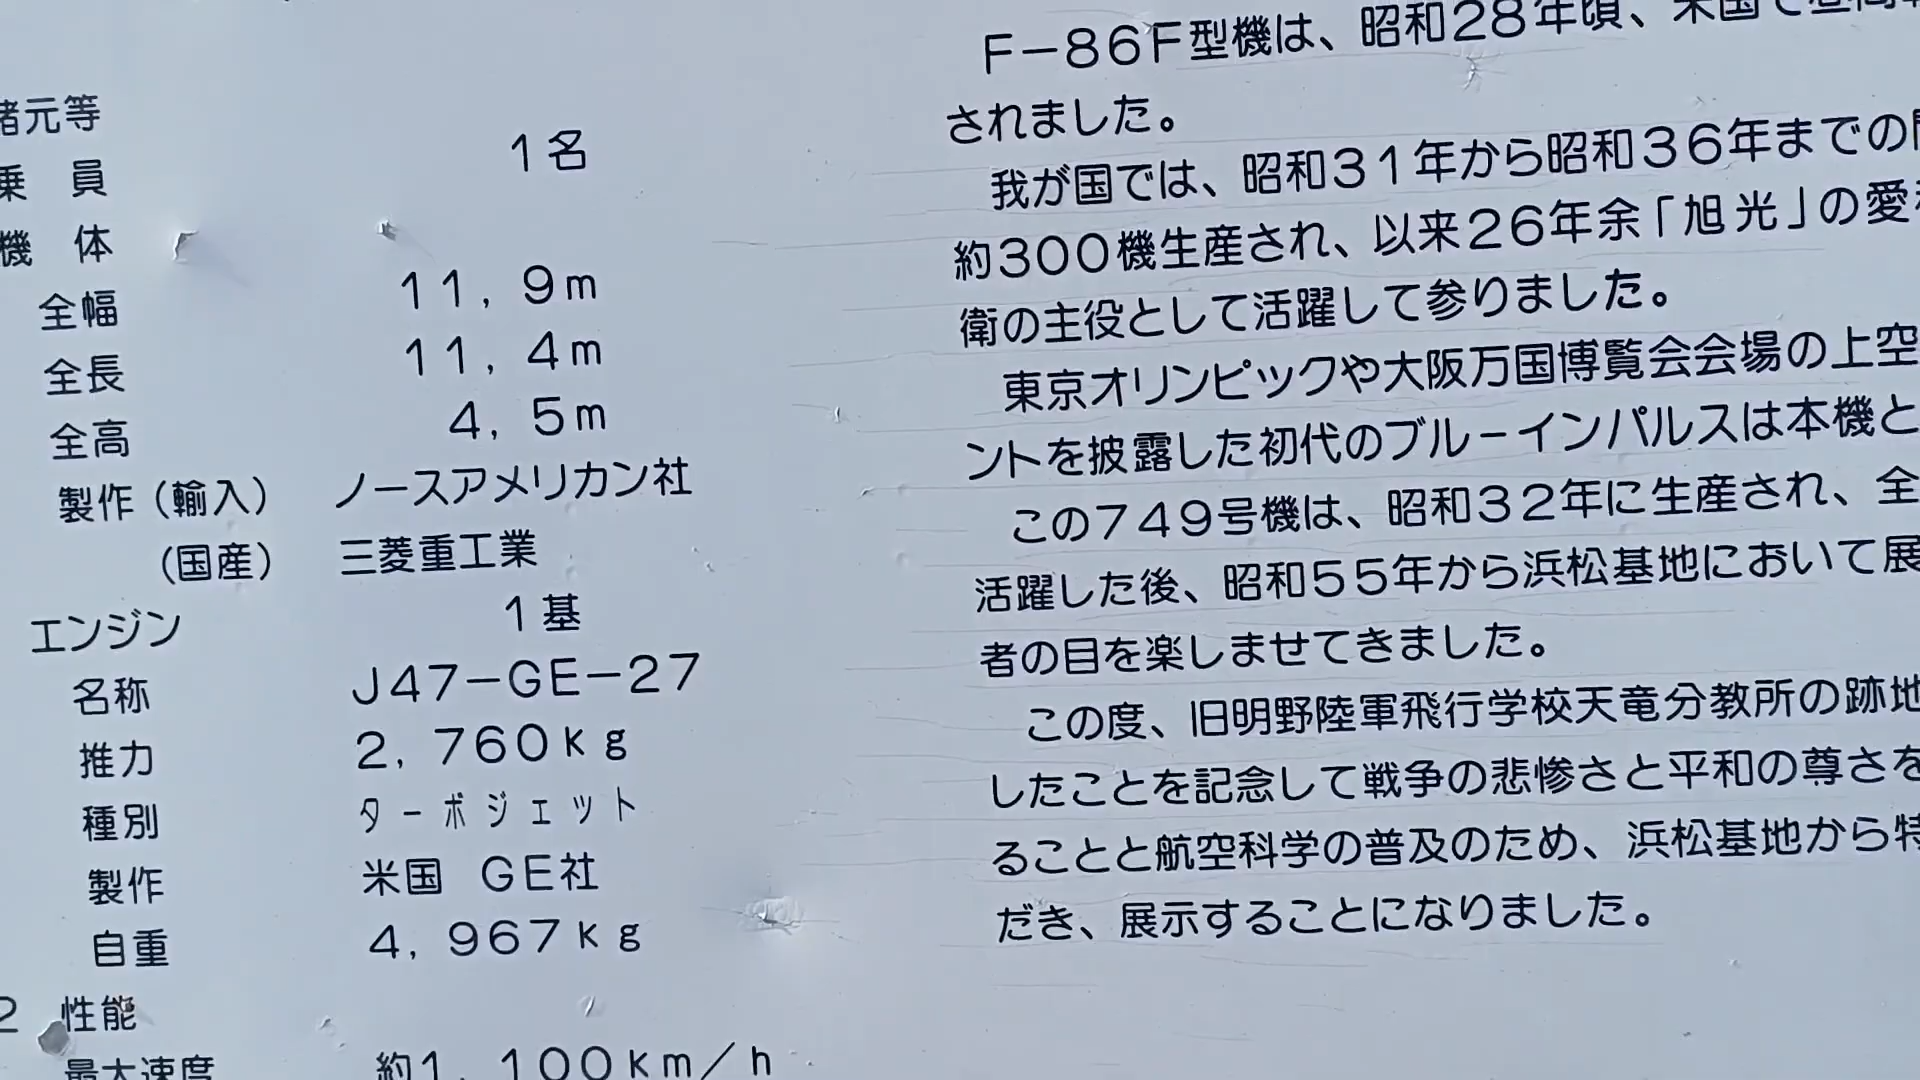 諸元等
乗 員 1名
機 体
全幅 11,9m
全長 11,4m
全高 4,5m
製作(輸入) ノースアメリカン社
(国産) 三菱重工業
エンジン 1基
名称 J47-GE-27
推力 2,760kg
種別 ターボジェット
製作 米国 GE社
自重 4,967kg
2 性能
最大速度 約1,100km/h
F-86F型機は、昭和28年頃、米国で昼間
されました。
我が国では、昭和31年から昭和36年までの
約300機生産され、以来26年余「旭光」の愛
衛の主役として活躍して参りました。
東京オリンピックや大阪万国博覧会会場の上空
ントを披露した初代のブルーインパルスは本機と
この749号機は、昭和32年に生産され、全
活躍した後、昭和55年から浜松基地において展
者の目を楽しませてきました。
この度、旧明野陸軍飛行学校天竜分教所の跡地
したことを記念して戦争の悲惨さと平和の尊さを
ることと航空科学の普及のため、浜松基地から特
だき、展示することになりました。